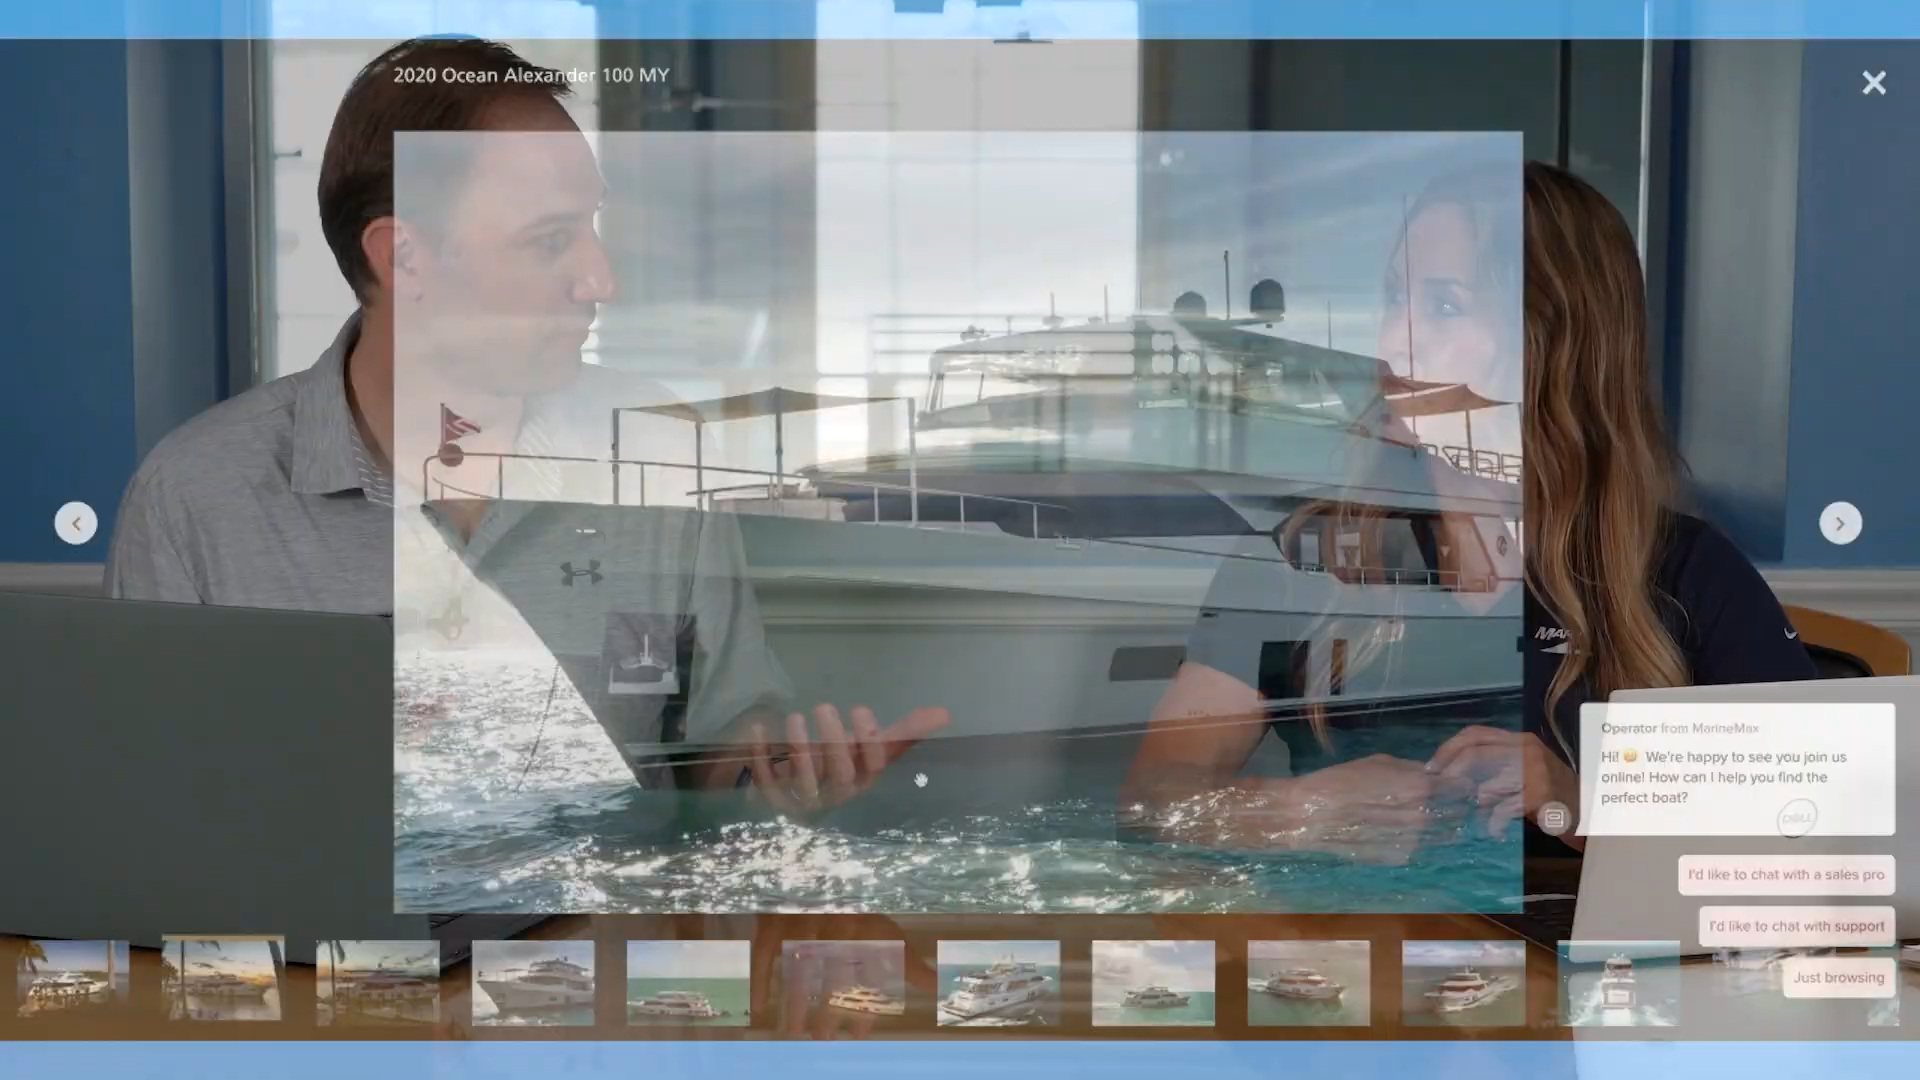 2020 Ocean Alexander 100 MY
MAR
Operator from MarineMax
Hi! 😀 We're happy to see you join us
online! How can I help you find the
perfect boat?
DELL
I'd like to chat with a sales pro
I'd like to chat with support
Just browsing